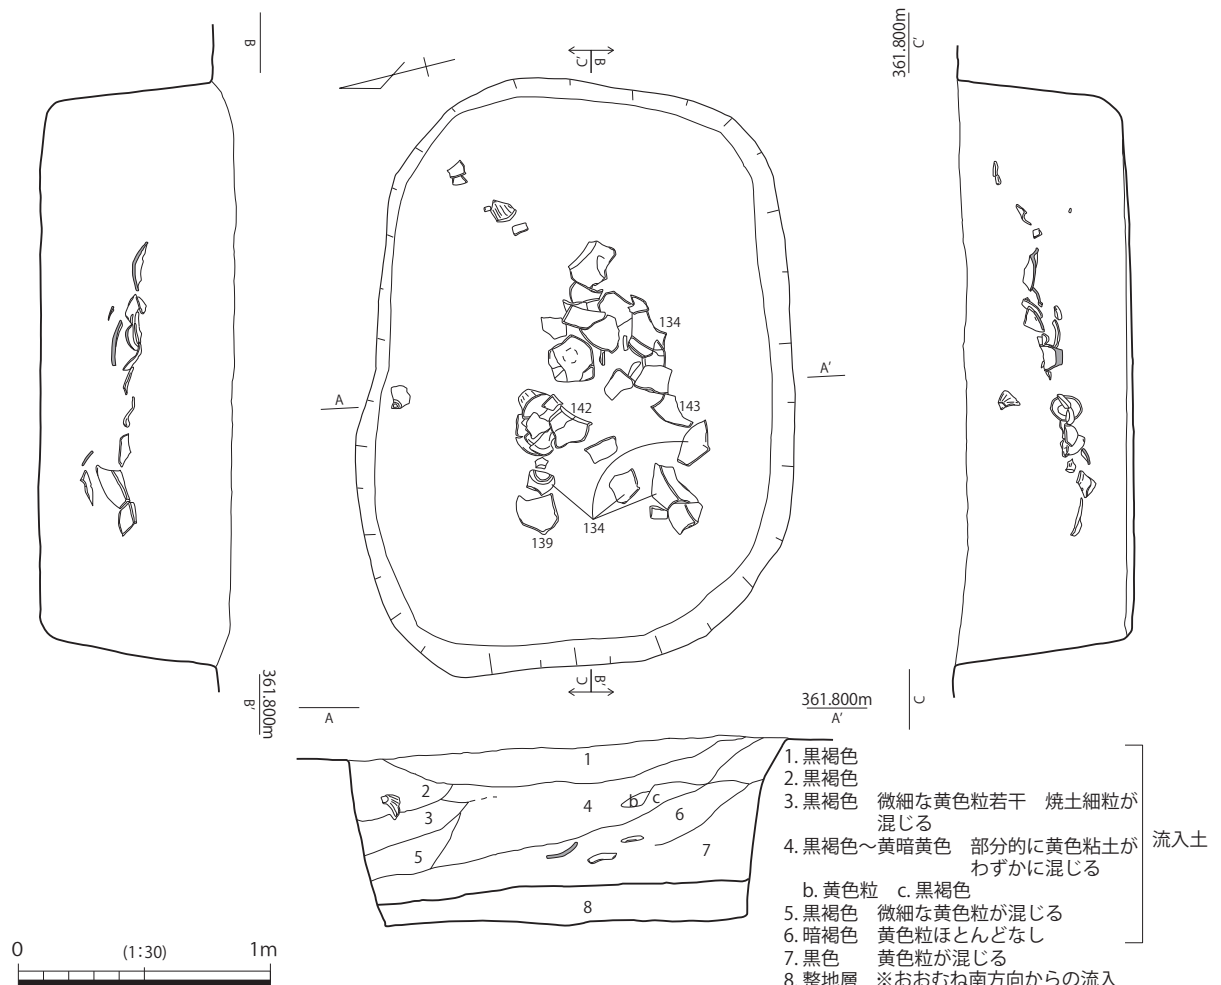 B
C' B
361.800m
C'
134
A
A'
142
143
134
139
C B'
361.800m
B'
A
361.800m
A'
C
1
2
3
4
b
c
5
6
7
8
1. 黒褐色
2. 黒褐色
3. 黒褐色 微細な黄色粒若干 焼土細粒が
混じる
4. 黒褐色～黄暗黄色 部分的に黄色粘土が
わずかに混じる
b. 黄色粒 c. 黒褐色
5. 黒褐色 微細な黄色粒が混じる
6. 暗褐色 黄色粒ほとんどなし
7. 黒色 黄色粒が混じる
8. 整地層 ※おおむね南方向からの流入
流入土
0 (1:30) 1m